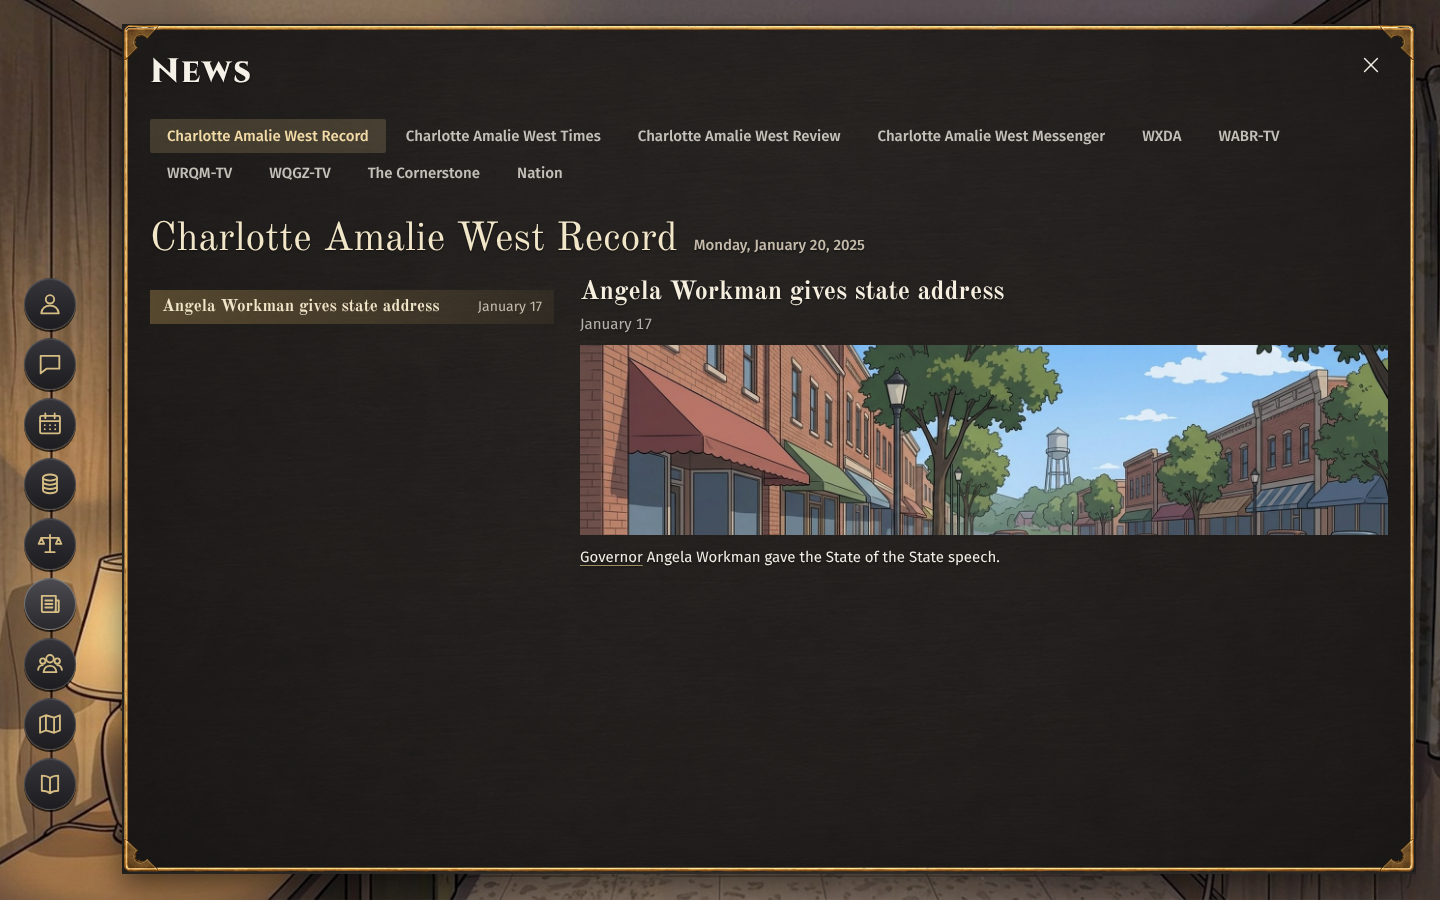 News
Charlotte Amalie West Record
Charlotte Amalie West Times
Charlotte Amalie West Review
Charlotte Amalie West Messenger
WXDA
WABR-TV
WRQM-TV
WQGZ-TV
The Cornerstone
Nation
Charlotte Amalie West Record Monday, January 20, 2025
Angela Workman gives state address January 17
Angela Workman gives state address
January 17
Governor Angela Workman gave the State of the State speech.